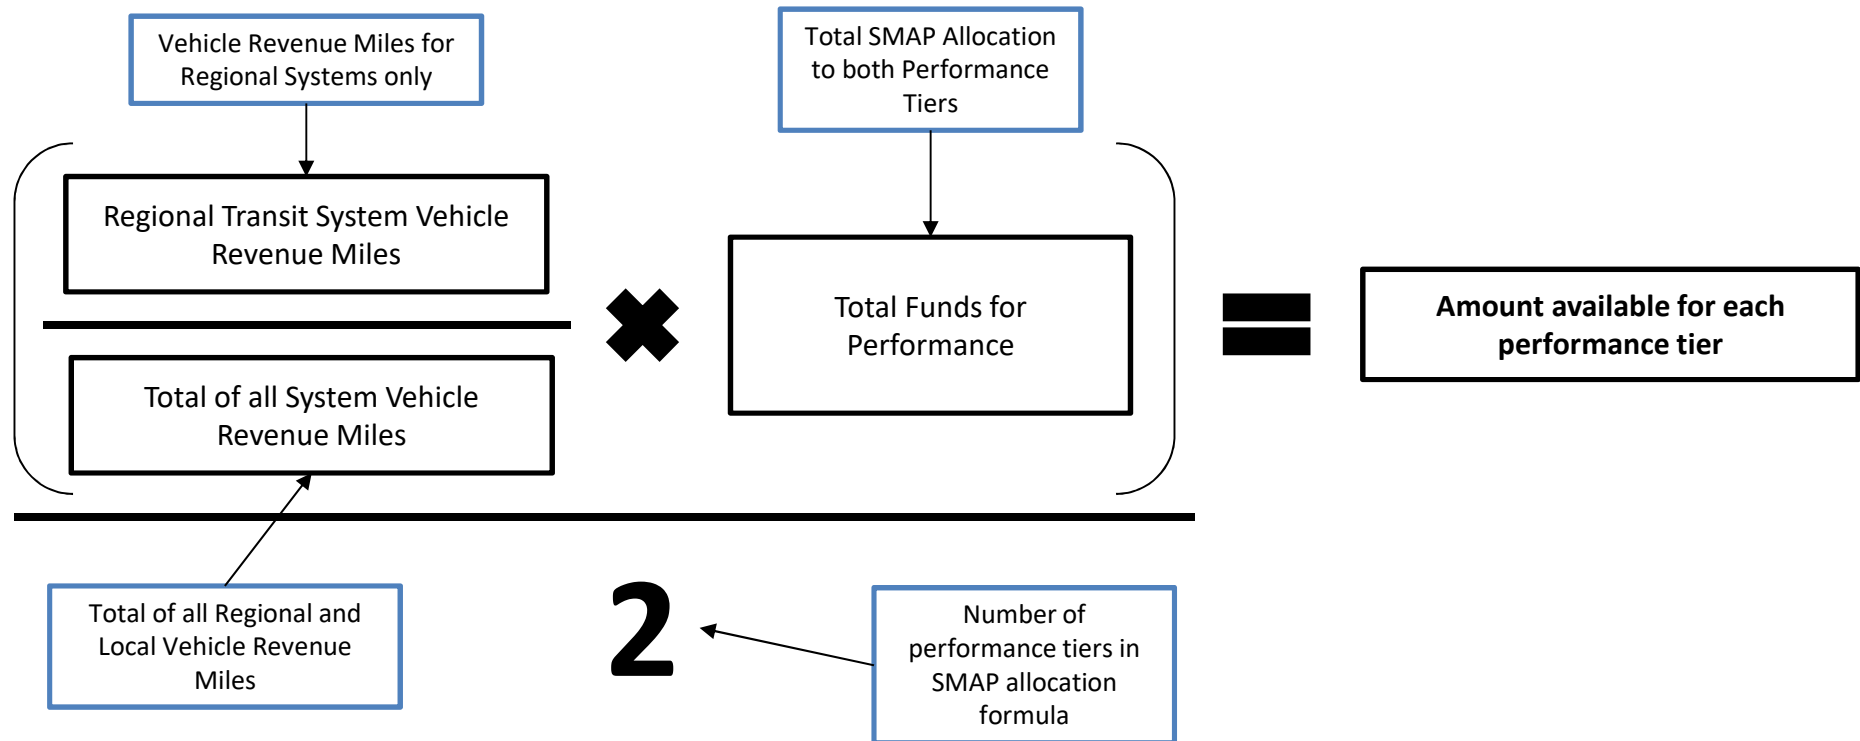 Vehicle Revenue Miles for
Regional Systems only
Total SMAP Allocation
to both Performance
Tiers
Regional Transit System Vehicle
Revenue Miles
Total of all System Vehicle
Revenue Miles
Total Funds for
Performance
Amount available for each
performance tier
Total of all Regional and
Local Vehicle Revenue
Miles
2
Number of
performance tiers in
SMAP allocation
formula